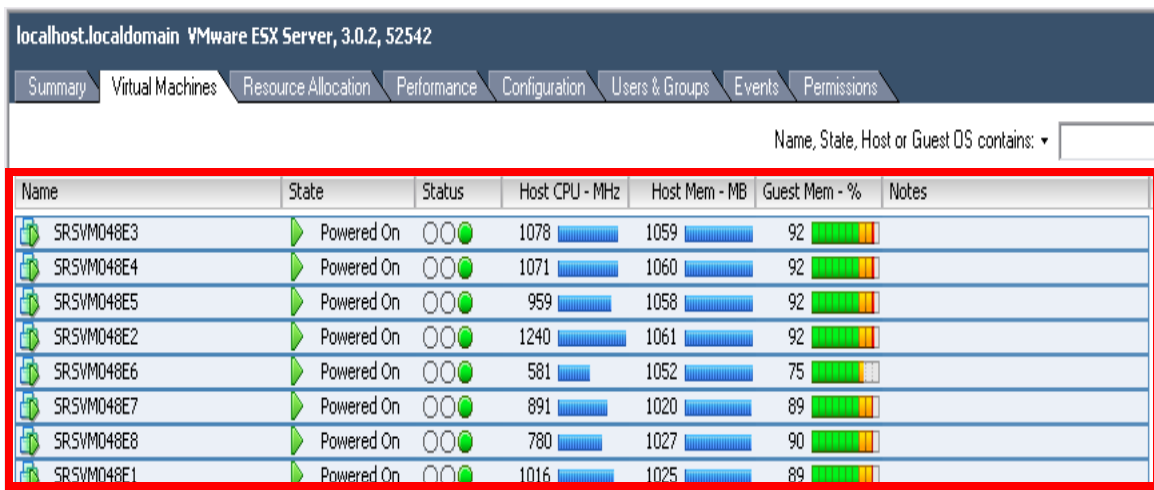 localhost.localdomain VMware ESX Server, 3.0.2, 52542
Summary Virtual Machines Resource Allocation Performance Configuration Users & Groups Events Permissions
Name, State, Host or Guest OS contains:
Name State Status Host CPU - MHz Host Mem - MB Guest Mem - % Notes
SRSVM048E3 Powered On 1078 1059 92
SRSVM048E4 Powered On 1071 1060 92
SRSVM048E5 Powered On 959 1058 92
SRSVM048E2 Powered On 1240 1061 92
SRSVM048E6 Powered On 581 1052 75
SRSVM048E7 Powered On 891 1020 89
SRSVM048E8 Powered On 780 1027 90
SRSVM048E1 Powered On 1016 1025 89